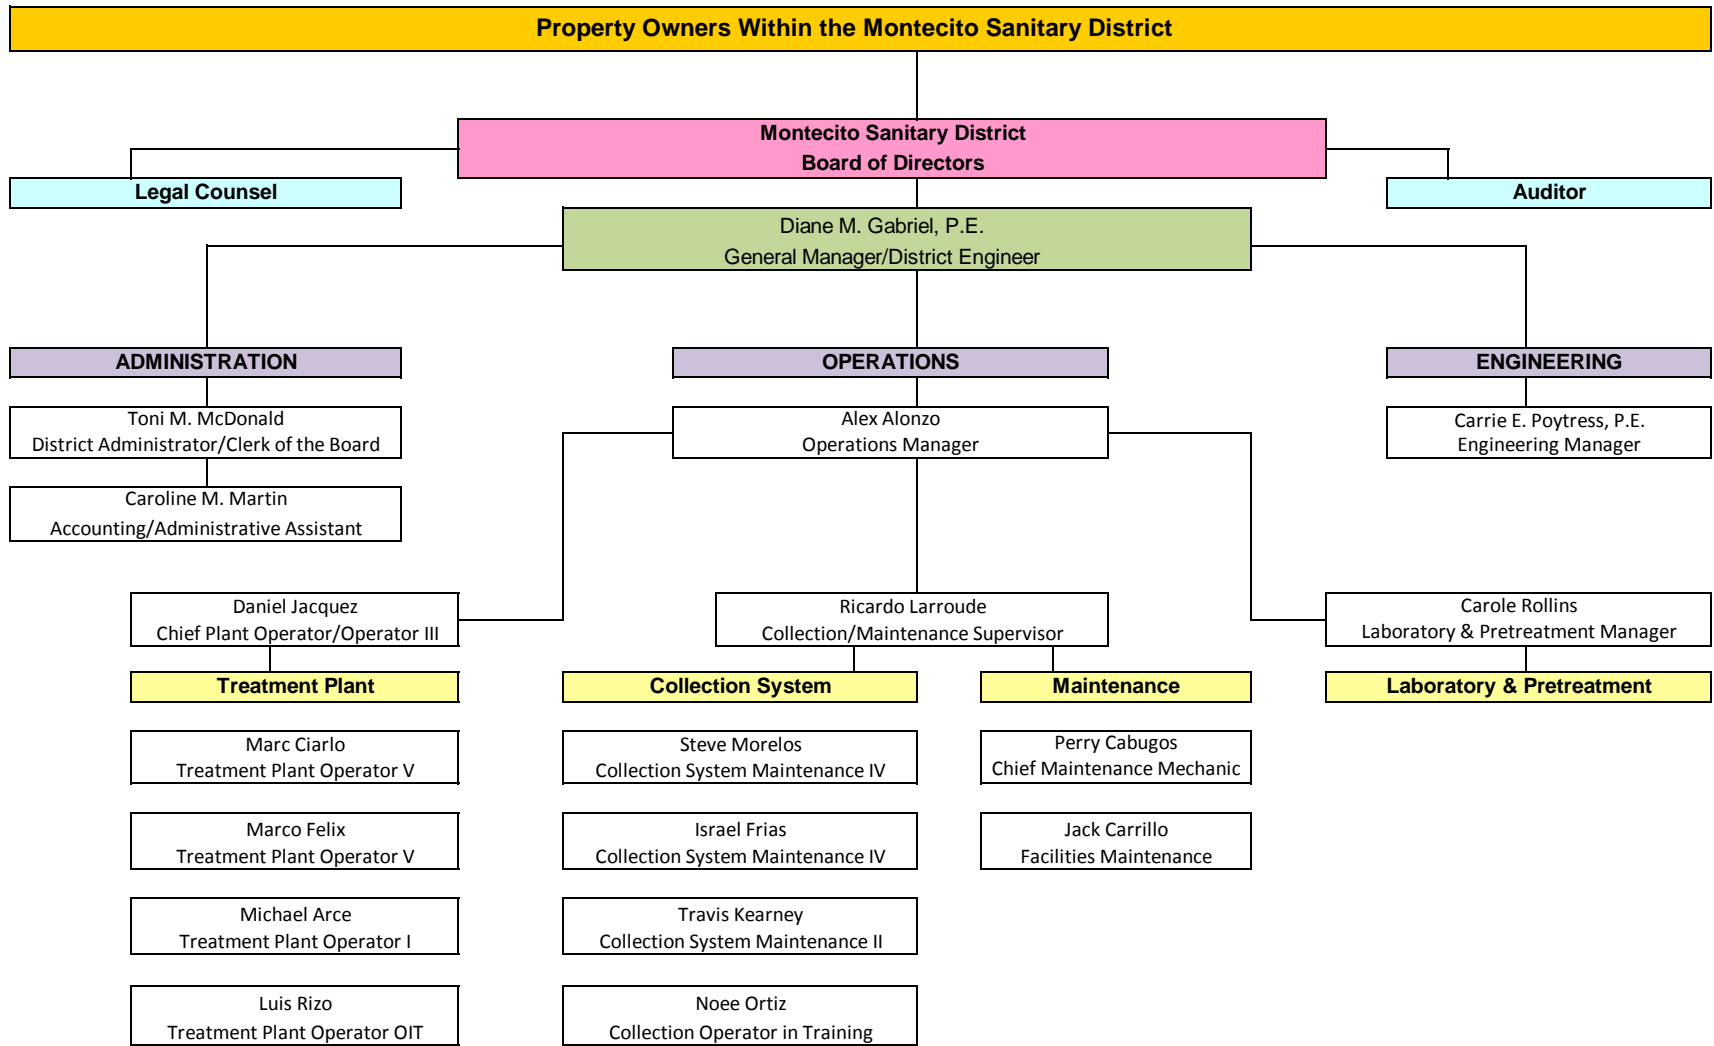 Property Owners Within the Montecito Sanitary District
Montecito Sanitary District
Board of Directors
Legal Counsel
Auditor
Diane M. Gabriel, P.E.
General Manager/District Engineer
ADMINISTRATION
OPERATIONS
ENGINEERING
Toni M. McDonald
District Administrator/Clerk of the Board
Alex Alonzo
Operations Manager
Carrie E. Poytress, P.E.
Engineering Manager
Caroline M. Martin
Accounting/Administrative Assistant
Daniel Jacquez
Chief Plant Operator/Operator III
Ricardo Larroude
Collection/Maintenance Supervisor
Carole Rollins
Laboratory & Pretreatment Manager
Treatment Plant
Collection System
Maintenance
Laboratory & Pretreatment
Marc Ciarlo
Treatment Plant Operator V
Steve Morelos
Collection System Maintenance IV
Perry Cabugos
Chief Maintenance Mechanic
Marco Felix
Treatment Plant Operator V
Israel Frias
Collection System Maintenance IV
Jack Carrillo
Facilities Maintenance
Michael Arce
Treatment Plant Operator I
Travis Kearney
Collection System Maintenance II
Luis Rizo
Treatment Plant Operator OIT
Noee Ortiz
Collection Operator in Training